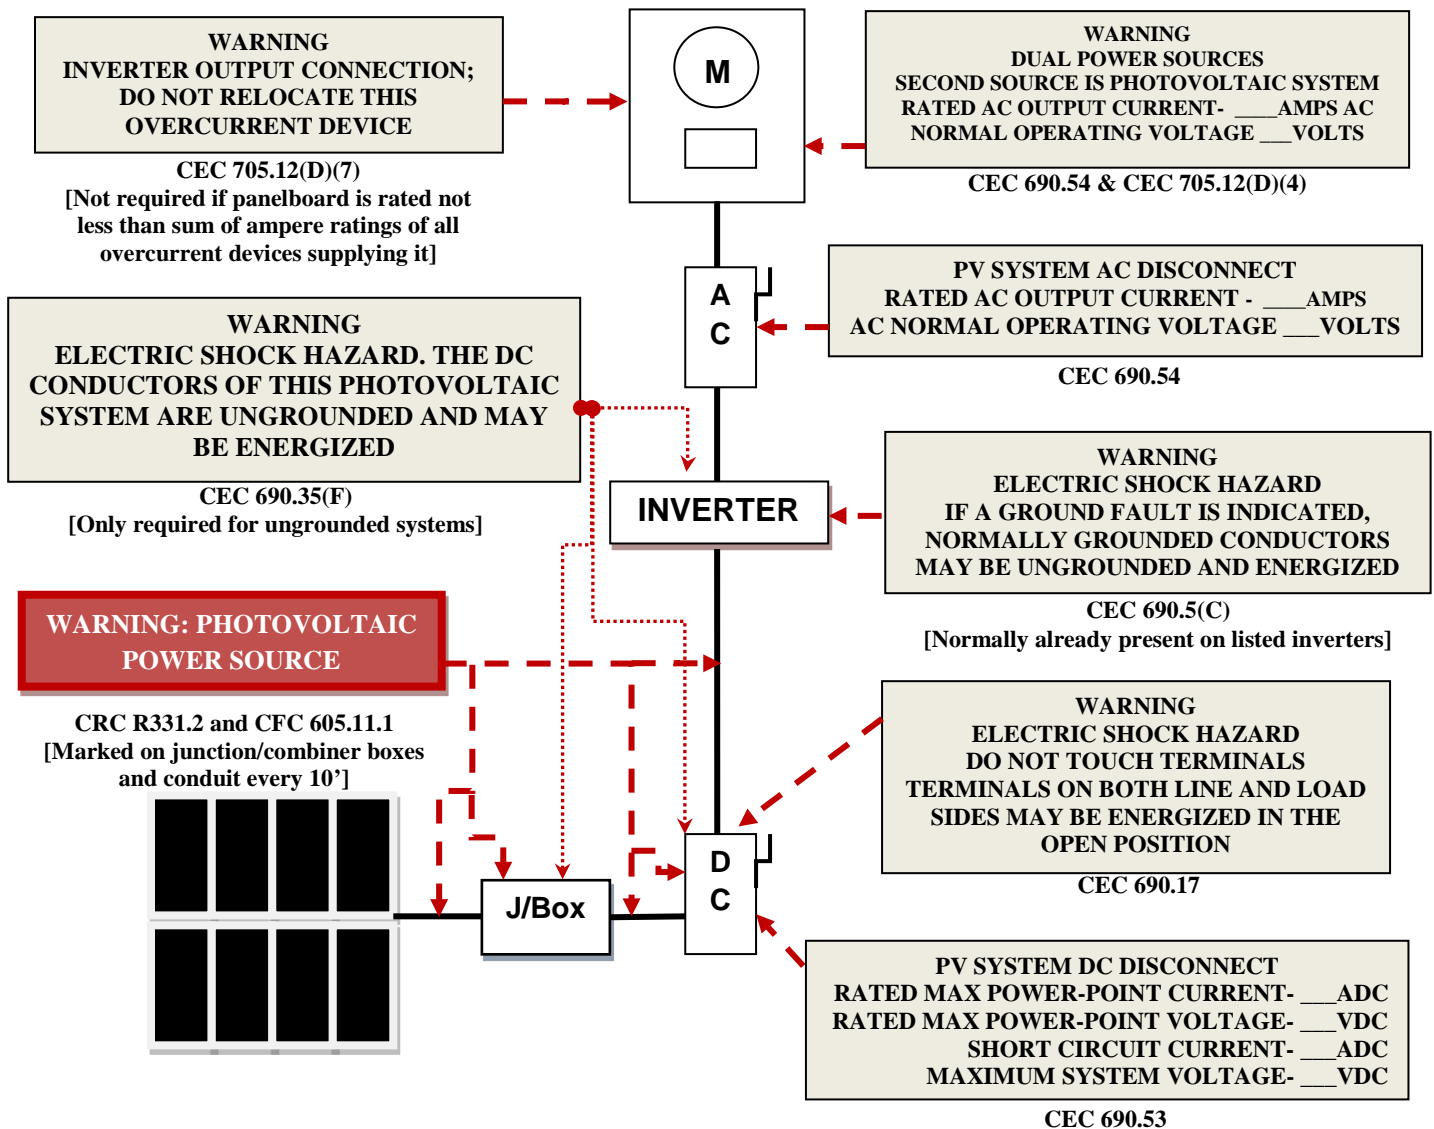 WARNING
INVERTER OUTPUT CONNECTION;
DO NOT RELOCATE THIS
OVERCURRENT DEVICE
CEC 705.12(D)(7)
[Not required if panelboard is rated not
less than sum of ampere ratings of all
overcurrent devices supplying it]
M
WARNING
DUAL POWER SOURCES
SECOND SOURCE IS PHOTOVOLTAIC SYSTEM
RATED AC OUTPUT CURRENT- ____AMPS AC
NORMAL OPERATING VOLTAGE ___VOLTS
CEC 690.54 & CEC 705.12(D)(4)
A
C
PV SYSTEM AC DISCONNECT
RATED AC OUTPUT CURRENT - ____AMPS
AC NORMAL OPERATING VOLTAGE ___VOLTS
CEC 690.54
WARNING
ELECTRIC SHOCK HAZARD. THE DC
CONDUCTORS OF THIS PHOTOVOLTAIC
SYSTEM ARE UNGROUNDED AND MAY
BE ENERGIZED
CEC 690.35(F)
[Only required for ungrounded systems]
INVERTER
WARNING
ELECTRIC SHOCK HAZARD
IF A GROUND FAULT IS INDICATED,
NORMALLY GROUNDED CONDUCTORS
MAY BE UNGROUNDED AND ENERGIZED
CEC 690.5(C)
[Normally already present on listed inverters]
WARNING: PHOTOVOLTAIC
POWER SOURCE
CRC R331.2 and CFC 605.11.1
[Marked on junction/combiner boxes
and conduit every 10’]
WARNING
ELECTRIC SHOCK HAZARD
DO NOT TOUCH TERMINALS
TERMINALS ON BOTH LINE AND LOAD
SIDES MAY BE ENERGIZED IN THE
OPEN POSITION
CEC 690.17
J/Box
D
C
PV SYSTEM DC DISCONNECT
RATED MAX POWER-POINT CURRENT- ___ADC
RATED MAX POWER-POINT VOLTAGE- ___VDC
SHORT CIRCUIT CURRENT- ___ADC
MAXIMUM SYSTEM VOLTAGE- ___VDC
CEC 690.53